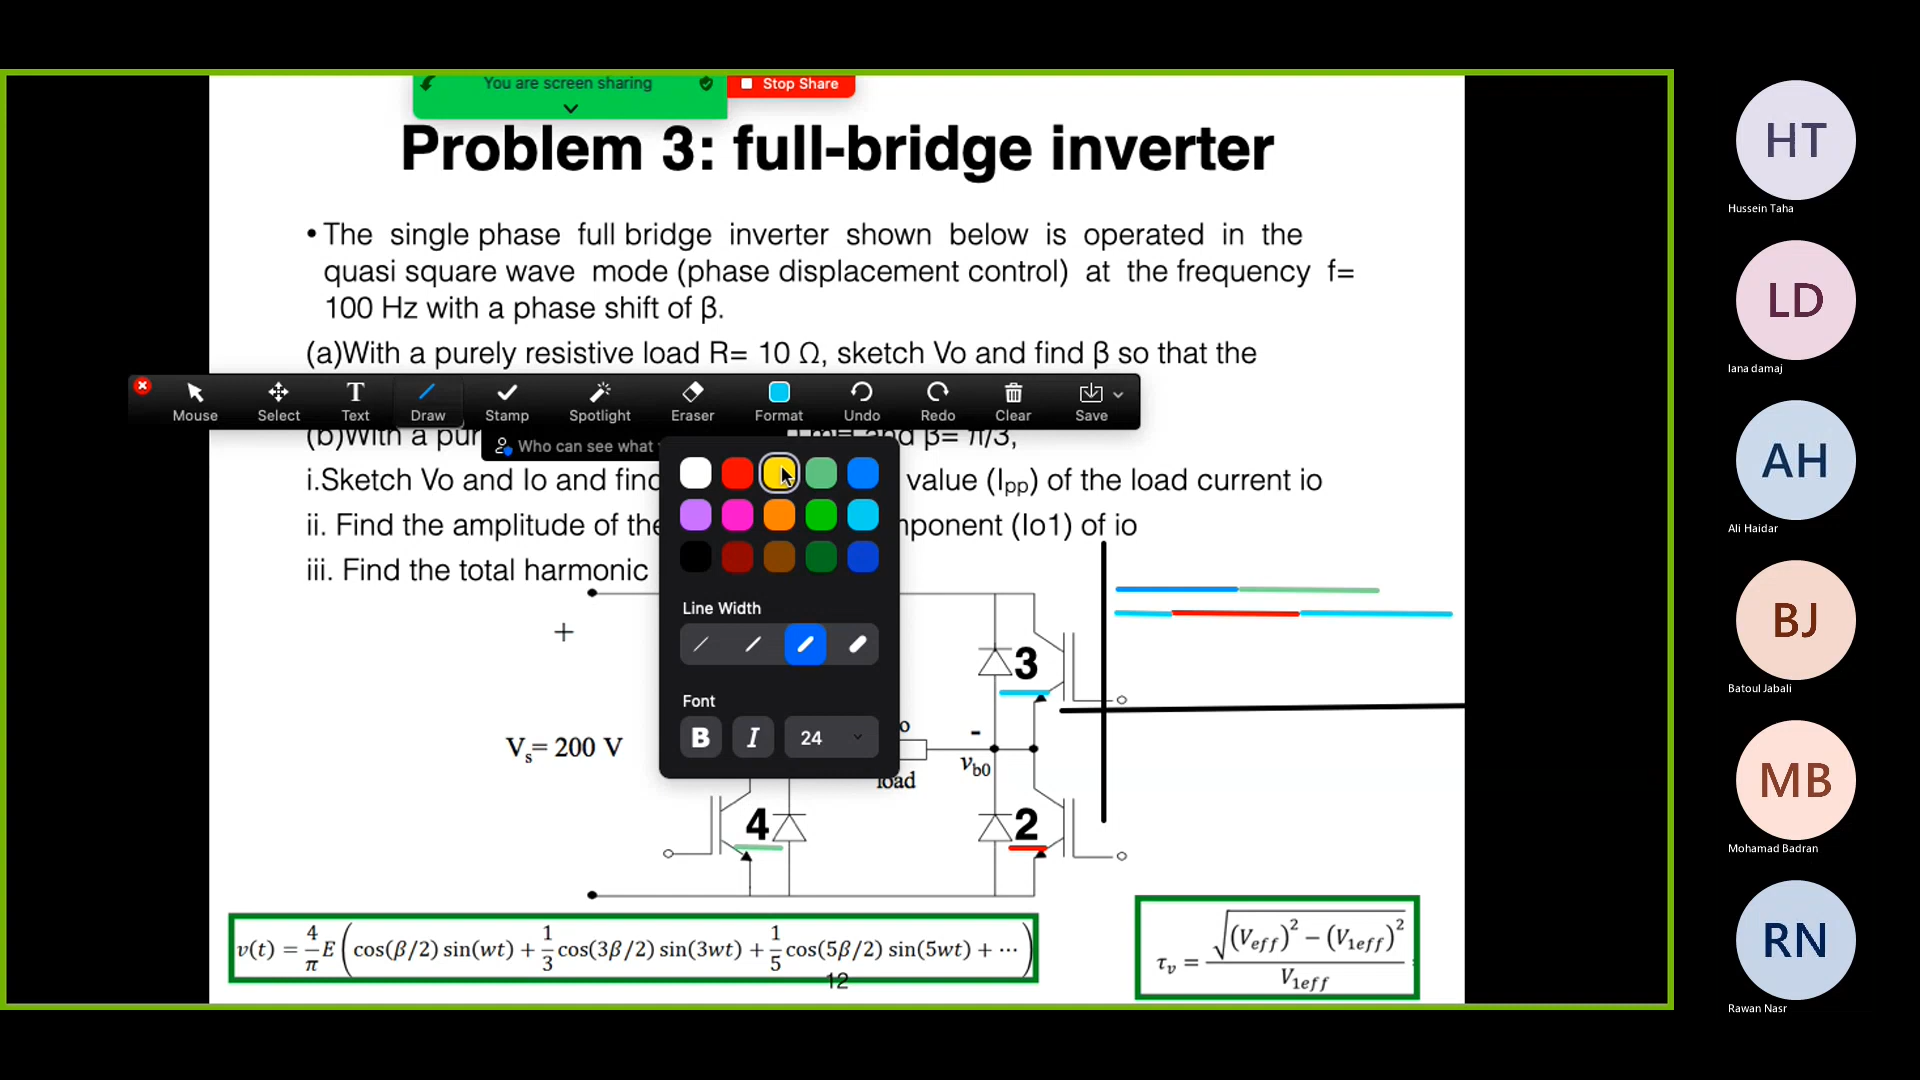 You are screen sharing
Stop Share
Problem 3: full-bridge inverter
• The single phase full bridge inverter shown below is operated in the
quasi square wave mode (phase displacement control) at the frequency f=
100 Hz with a phase shift of β.
(a)With a purely resistive load R= 10 Ω, sketch Vo and find β so that the
Mouse Select Text Draw Stamp Spotlight Eraser Format Undo Redo Clear Save
(b)With a pur and β= π/3,
Who can see what
i.Sketch Vo and Io and find value (Ipp) of the load current io
ii. Find the amplitude of the mponent (Io1) of io
iii. Find the total harmonic
Line Width
Font
B I 24
+
Vs= 200 V
3
-
vb0
load
4
2
v(t) = 4/π E (cos(β/2) sin(wt) + 1/3 cos(3β/2) sin(3wt) + 1/5 cos(5β/2) sin(5wt) + ⋯)
τv = √((Veff)² − (V1eff)²) / V1eff
12
HT
Hussein Taha
LD
lana damaj
AH
Ali Haidar
BJ
Batoul Jabali
MB
Mohamad Badran
RN
Rawan Nasr